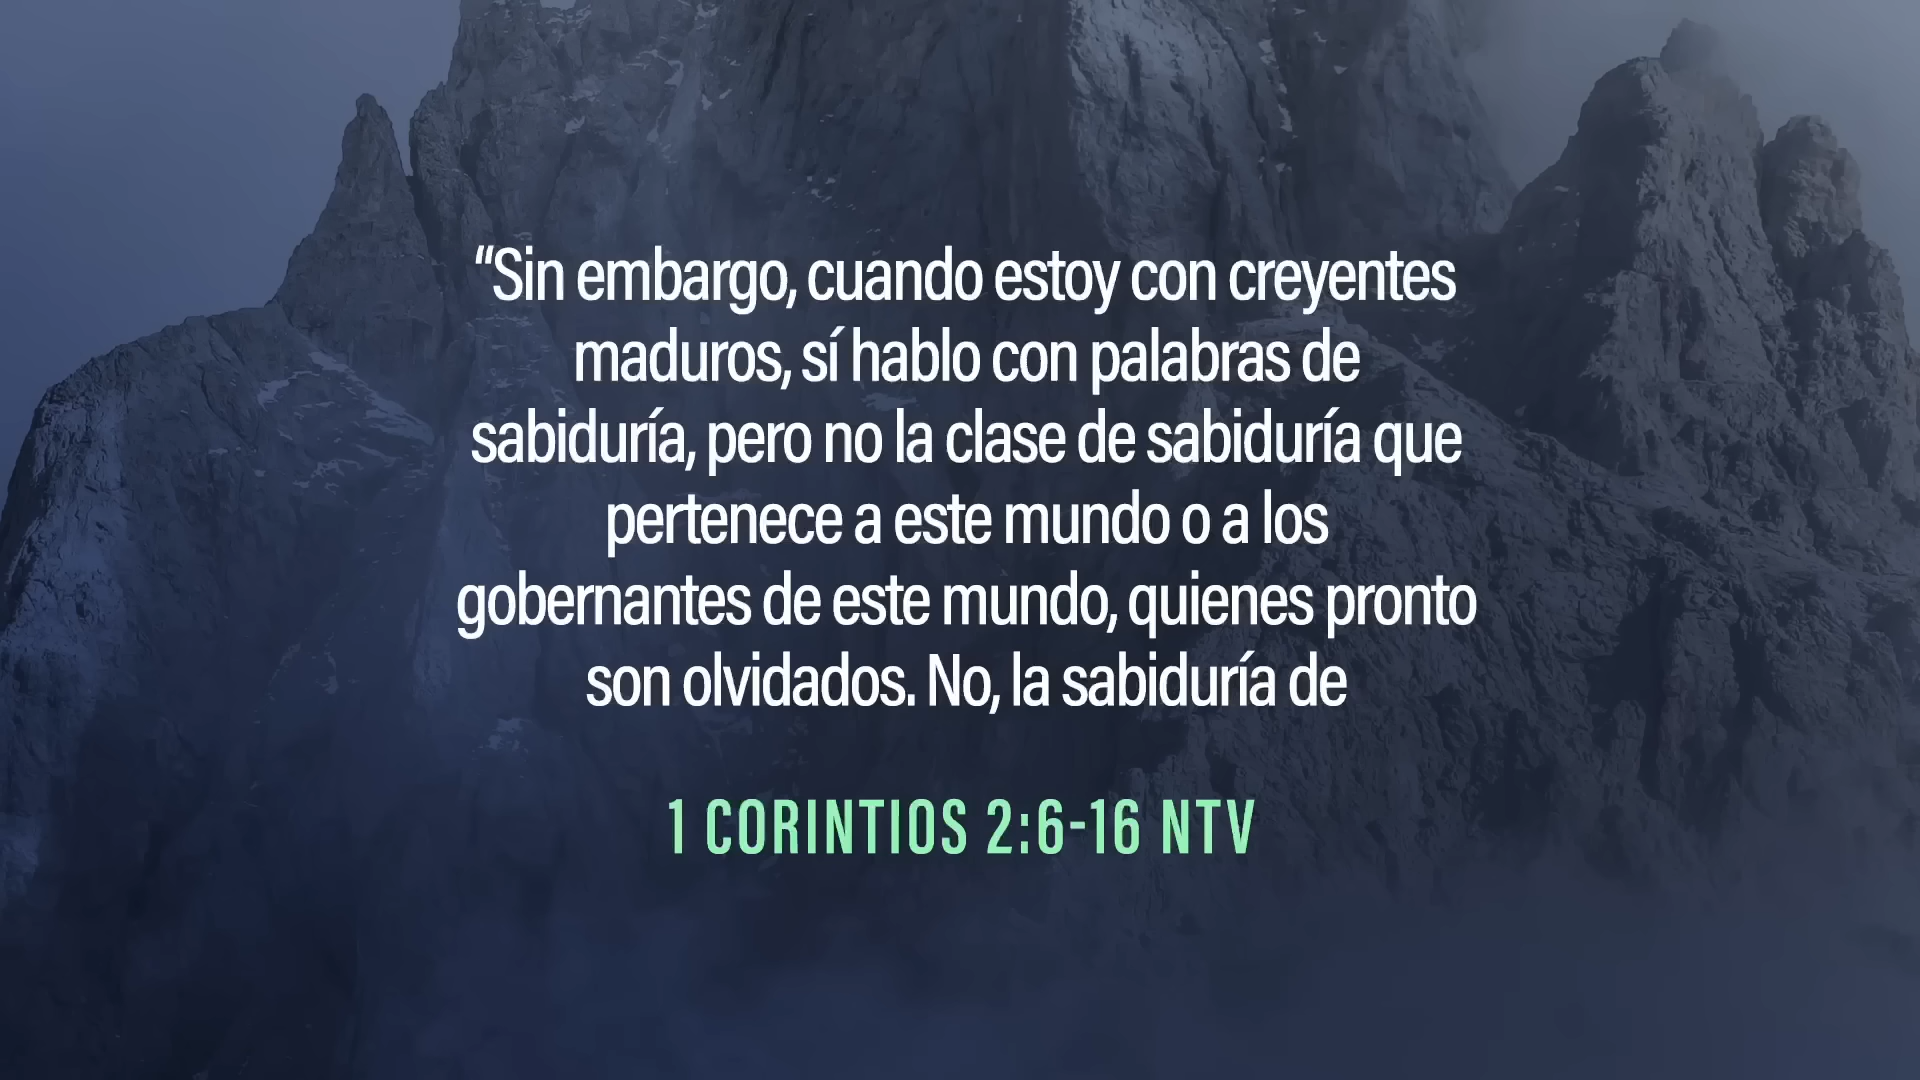 “Sin embargo, cuando estoy con creyentes
maduros, sí hablo con palabras de
sabiduría, pero no la clase de sabiduría que
pertenece a este mundo o a los
gobernantes de este mundo, quienes pronto
son olvidados. No, la sabiduría de
1 CORINTIOS 2:6-16 NTV